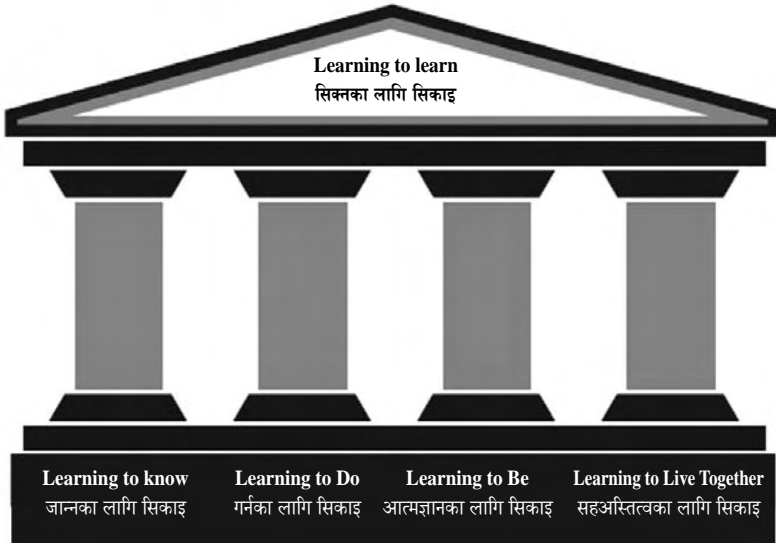 Learning to learn
सिक्नका लागि सिकाइ
Learning to know
जान्नका लागि सिकाइ
Learning to Do
गर्नका लागि सिकाइ
Learning to Be
आत्मज्ञानका लागि सिकाइ
Learning to Live Together
सहअस्तित्वका लागि सिकाइ